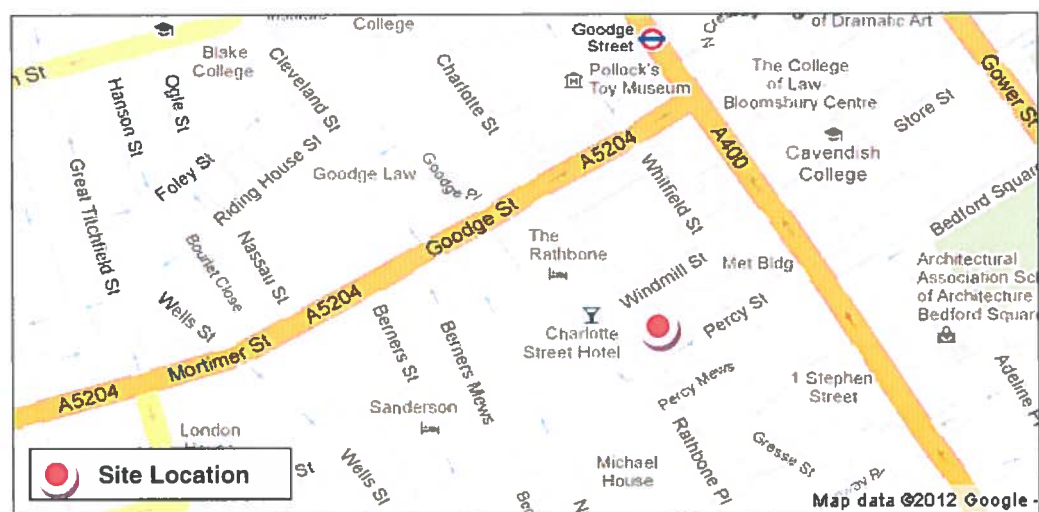 College
of Dramatic Art
Goodge
Street
Blake
College
Cleveland St
Charlotte St
Pollock's
Toy Museum
The College
of Law-
Bloomsbury Centre
Gower St
Store St
Hanson St
Ogle St
Foley St
Riding House St
Goodge Law
Goodge Pl
A5204
A400
Cavendish
College
Great Titchfield St
Bourlet Close
Nassau St
Goodge St
Whitfield St
Bedford Square
The
Rathbone
Windmill St
Met Bldg
Architectural
Association Sc
of Architecture
Bedford Square
Wells St
A5204
Charlotte
Street Hotel
Percy St
Mortimer St
Berners St
Berners Mews
Percy Mews
1 Stephen
Street
Adeline Pl
A5204
Sanderson
London
Rathbone Pl
Gresse St
St
Wells St
Michael
House
Site Location
Map data ©2012 Google -